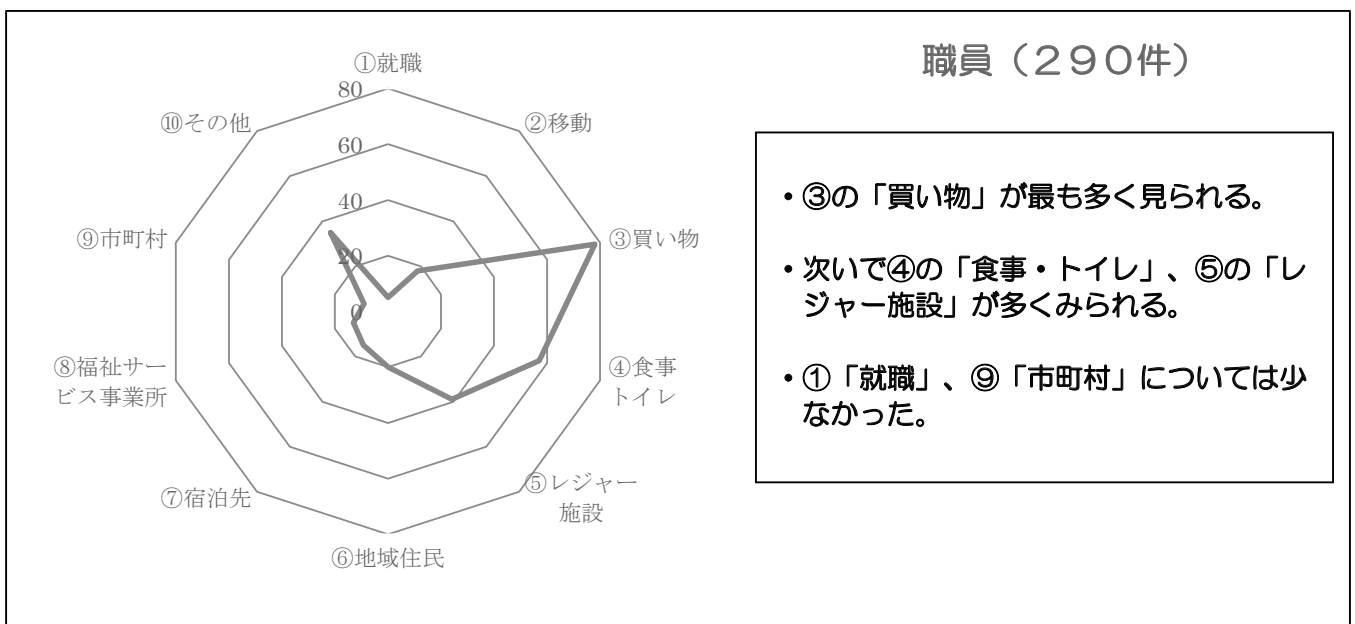 職員（２９０件）
①就職
80
60
40
20
0
②移動
③買い物
④食事
トイレ
⑤レジャー
施設
⑥地域住民
⑦宿泊先
⑧福祉サー
ビス事業所
⑨市町村
⑩その他
・③の「買い物」が最も多く見られる。
・次いで④の「食事・トイレ」、⑤の「レ
ジャー施設」が多くみられる。
・①「就職」、⑨「市町村」については少
なかった。